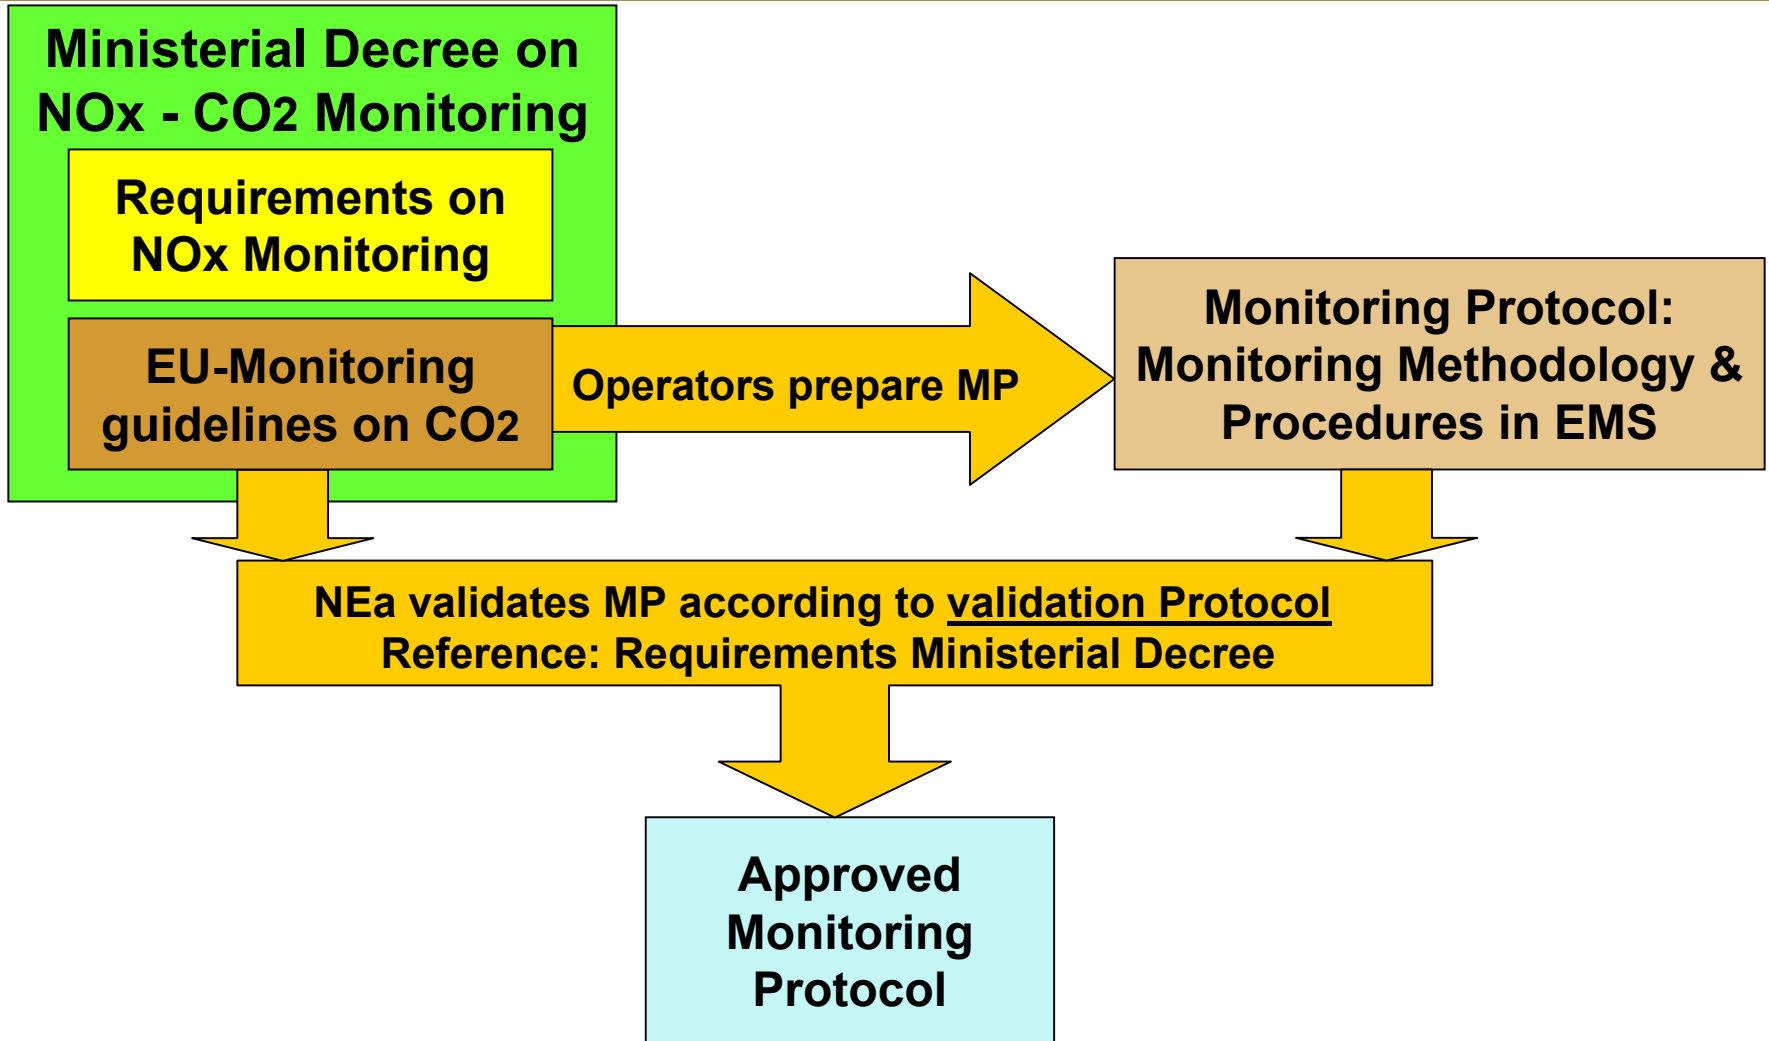 Ministerial Decree on
NOx - CO2 Monitoring
Requirements on
NOx Monitoring
EU-Monitoring
guidelines on CO2
Operators prepare MP
Monitoring Protocol:
Monitoring Methodology &
Procedures in EMS
NEa validates MP according to validation Protocol
Reference: Requirements Ministerial Decree
Approved
Monitoring
Protocol